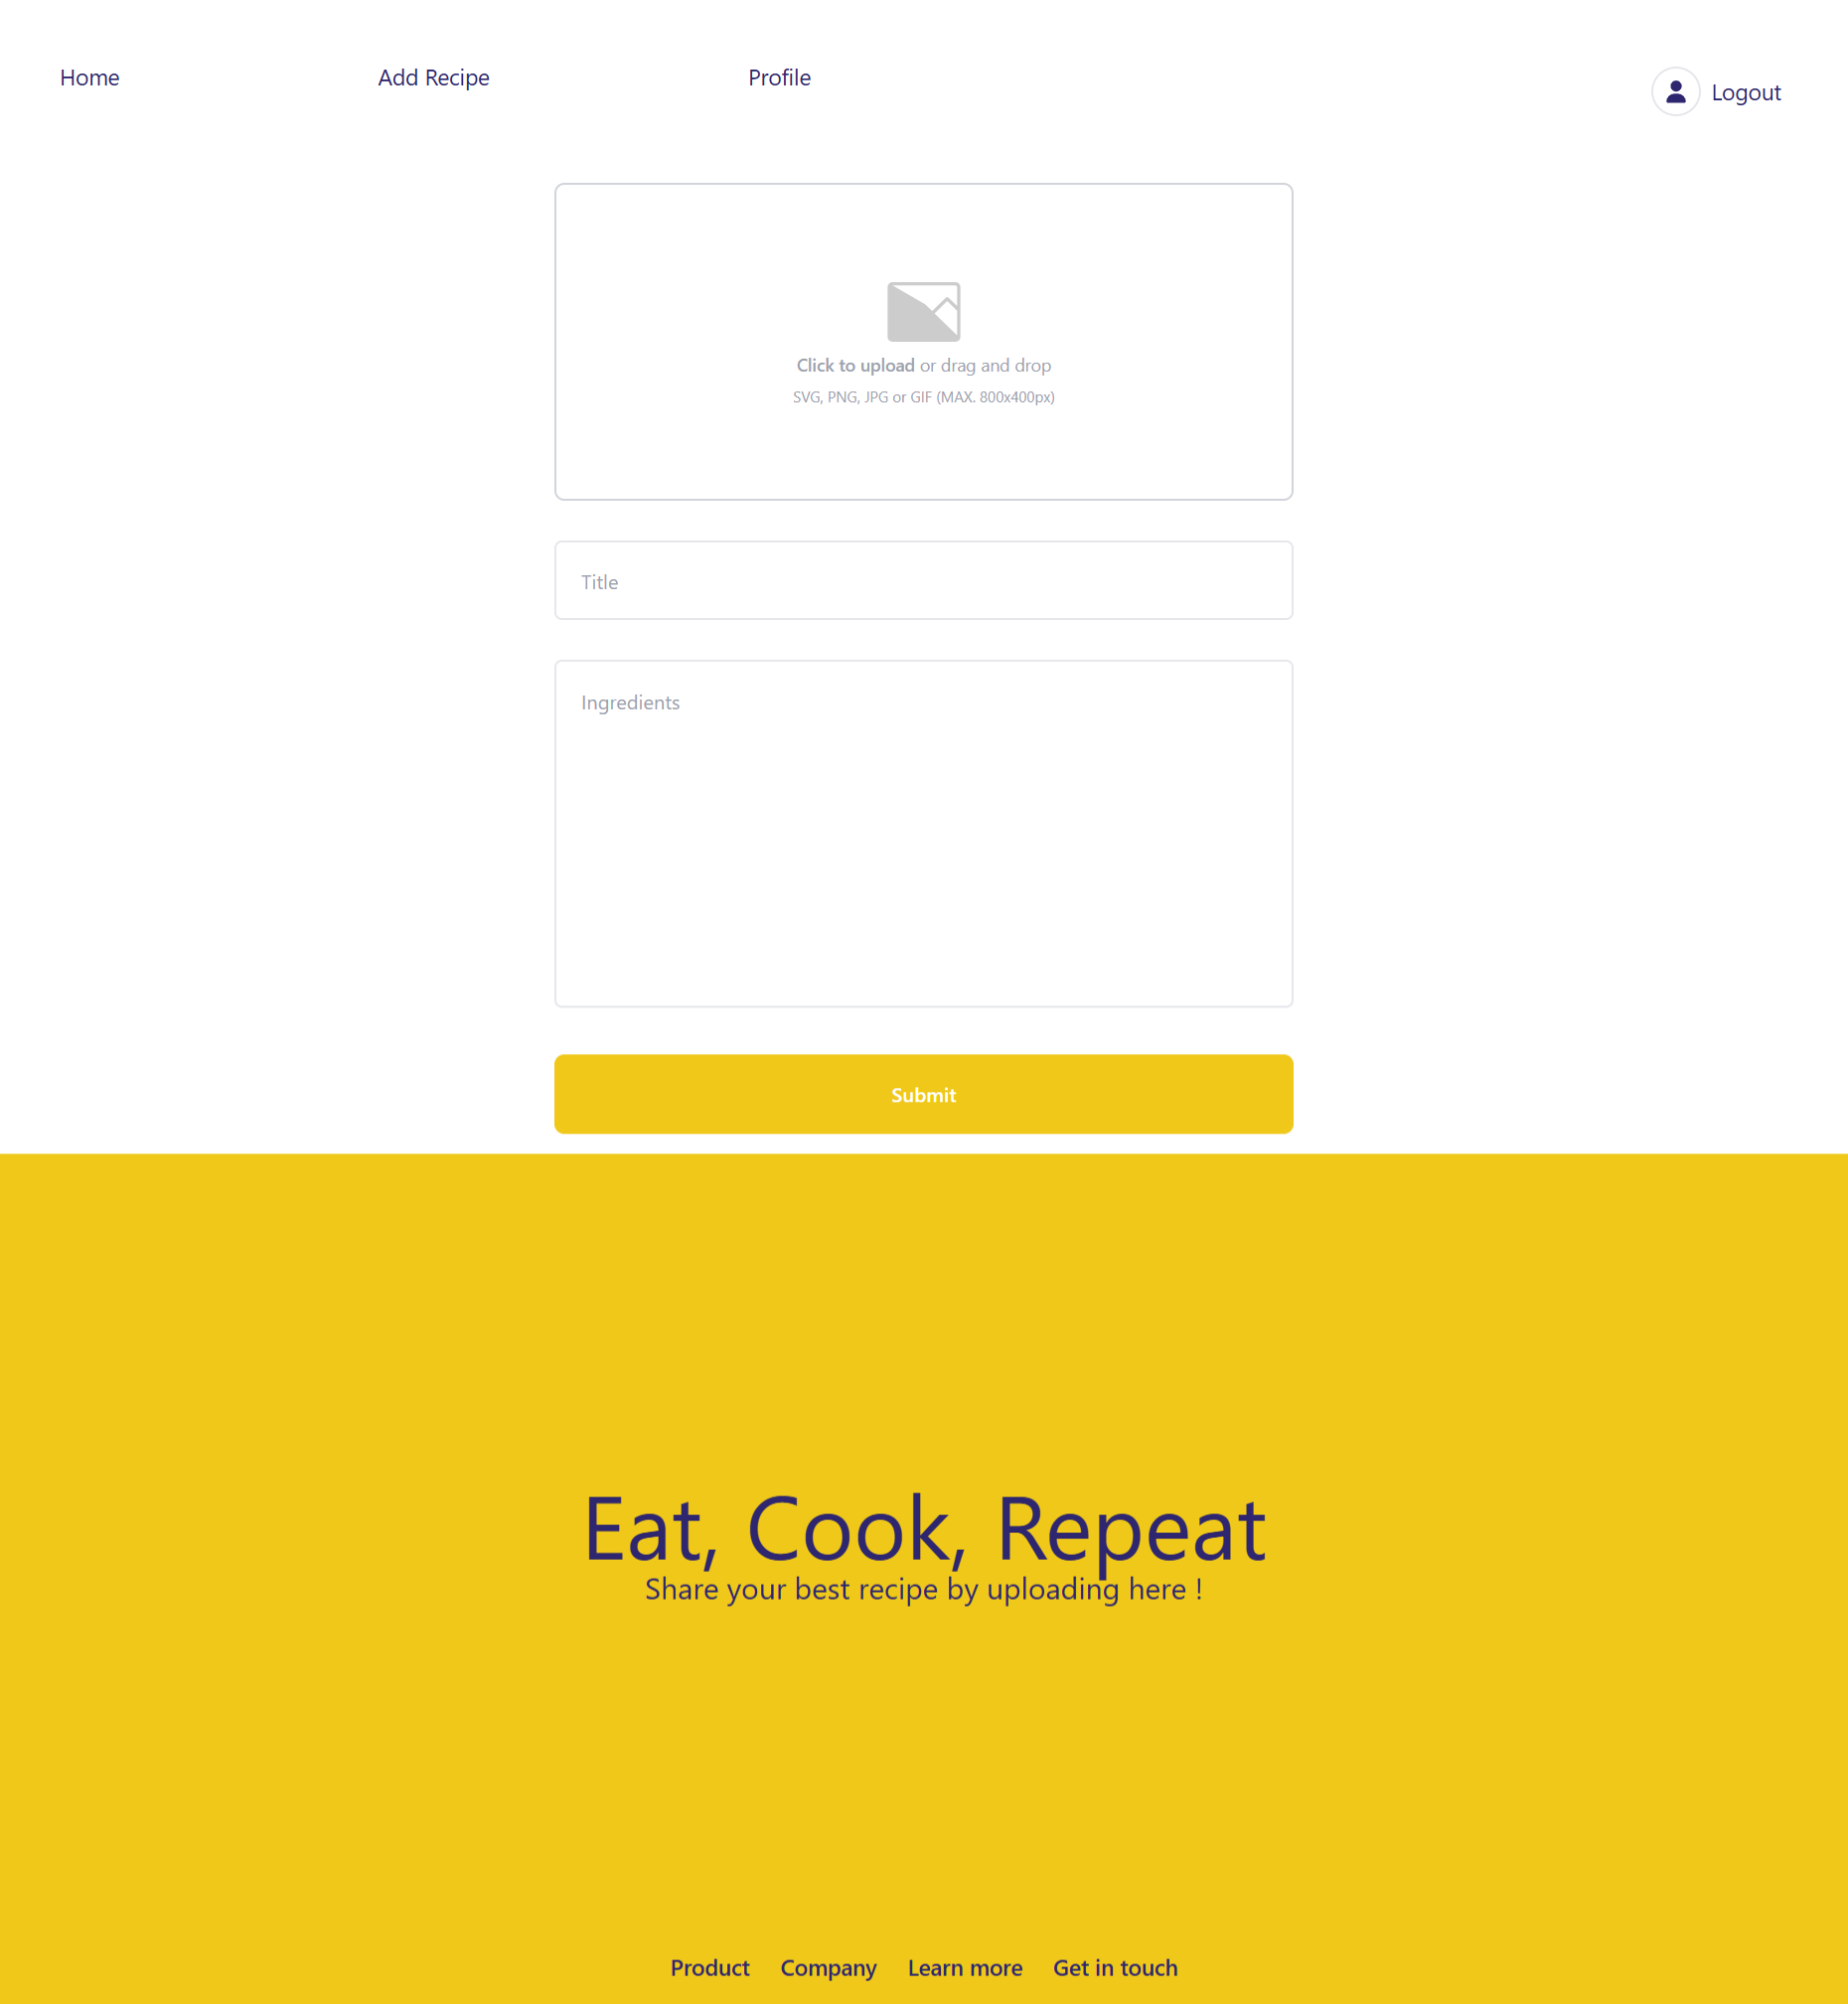 Home Add Recipe Profile Logout
Click to upload or drag and drop
SVG, PNG, JPG or GIF (MAX. 800x400px)
Title
Ingredients
Submit
Eat, Cook, Repeat
Share your best recipe by uploading here !
Product Company Learn more Get in touch